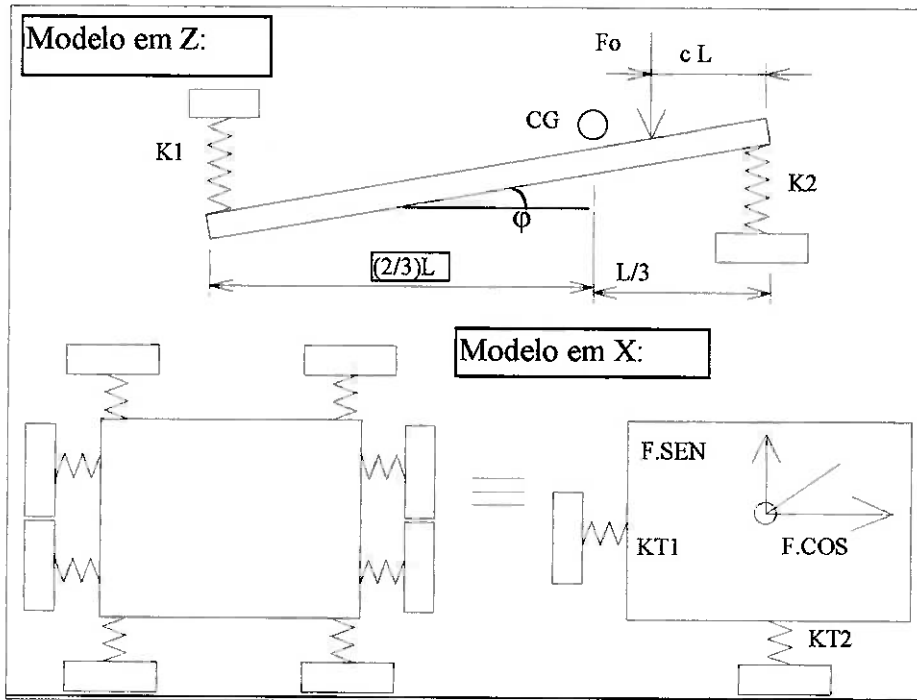 Modelo em Z:
Fo
c L
CG
K1
K2
φ
(2/3)L
L/3
Modelo em X:
F.SEN
KT1
F.COS
KT2